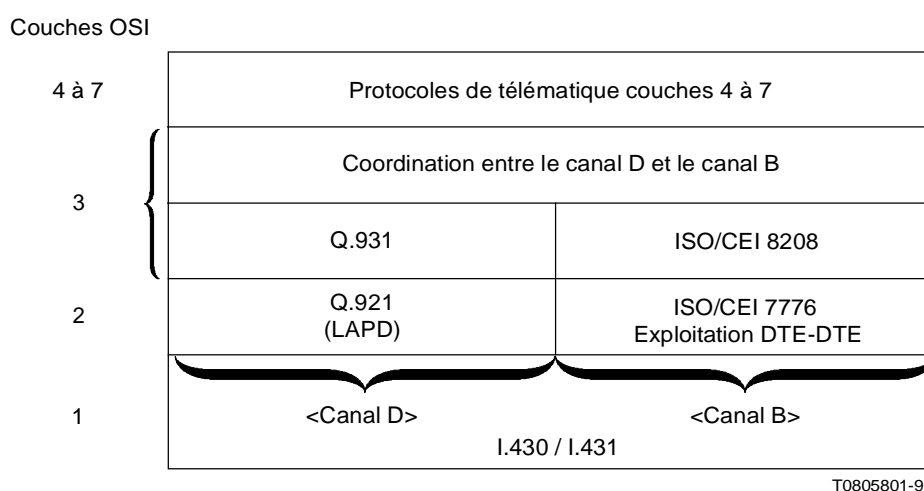 Couches OSI
4 à 7
Protocoles de télématique couches 4 à 7
Coordination entre le canal D et le canal B
3
Q.931
ISO/CEI 8208
2
Q.921
(LAPD)
ISO/CEI 7776
Exploitation DTE-DTE
1
<Canal D>
<Canal B>
I.430 / I.431
T0805801-9